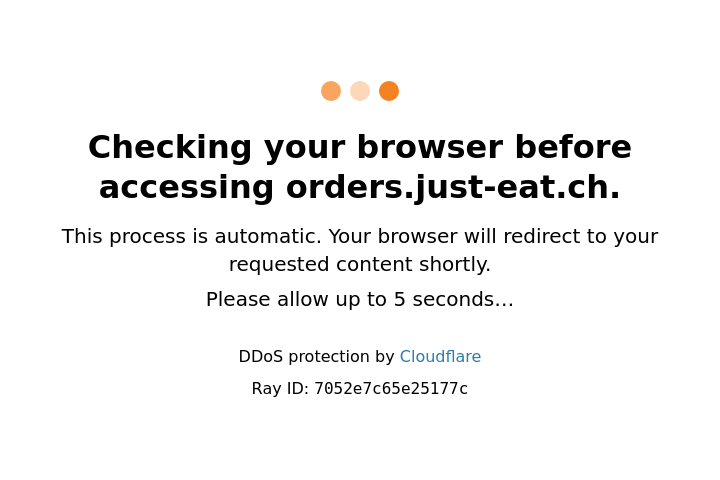 Checking your browser before
accessing orders.just-eat.ch.
This process is automatic. Your browser will redirect to your
requested content shortly.
Please allow up to 5 seconds…
DDoS protection by Cloudflare
Ray ID: 7052e7c65e25177c